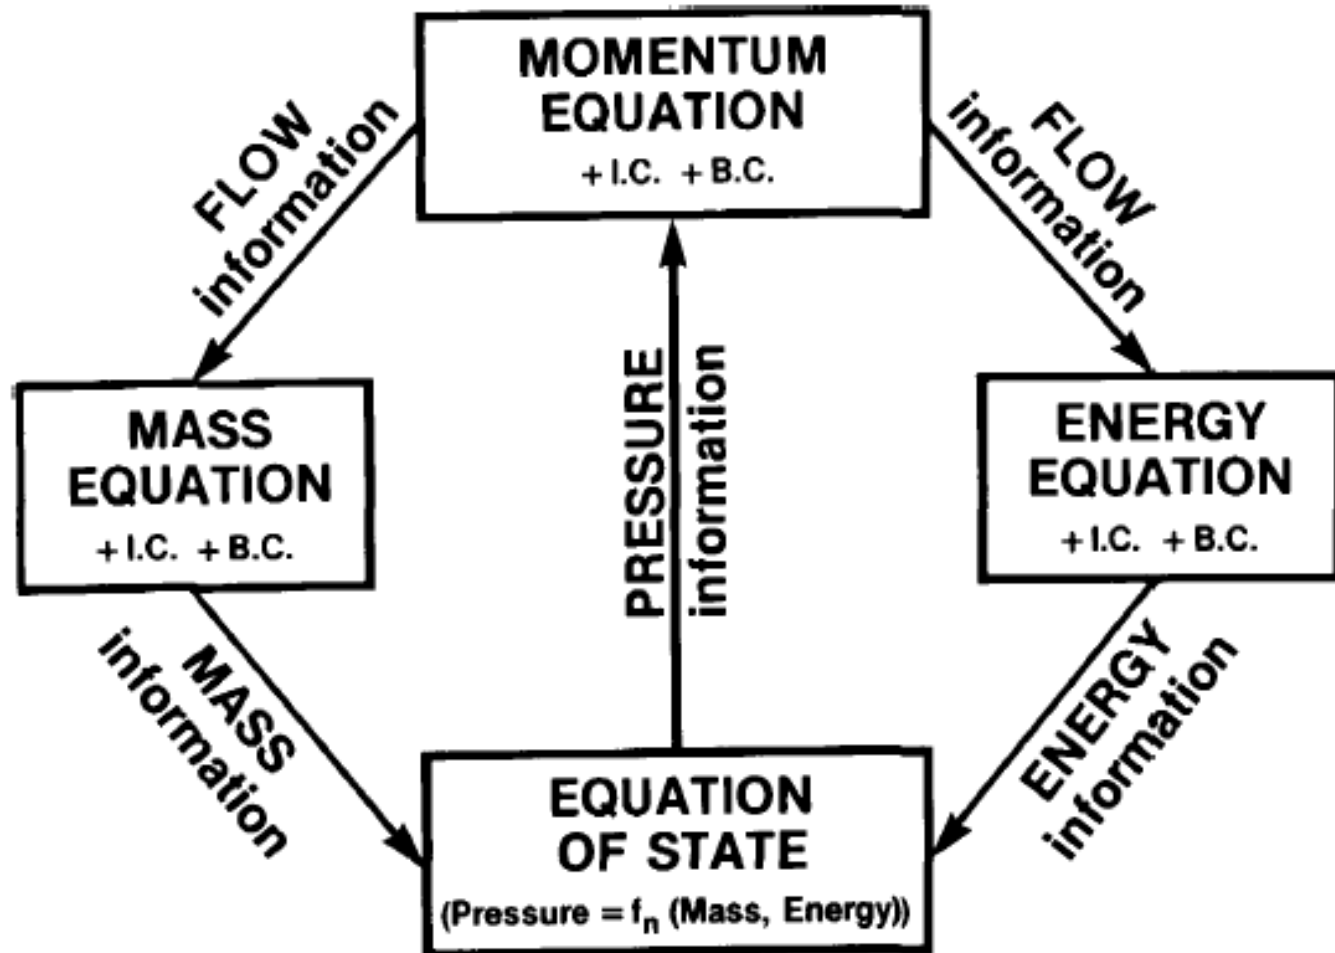 MOMENTUM
EQUATION
+ I.C. + B.C.
FLOW
information
FLOW
information
MASS
EQUATION
+ I.C. + B.C.
PRESSURE
information
ENERGY
EQUATION
+ I.C. + B.C.
MASS
information
ENERGY
information
EQUATION
OF STATE
(Pressure = fn (Mass, Energy))